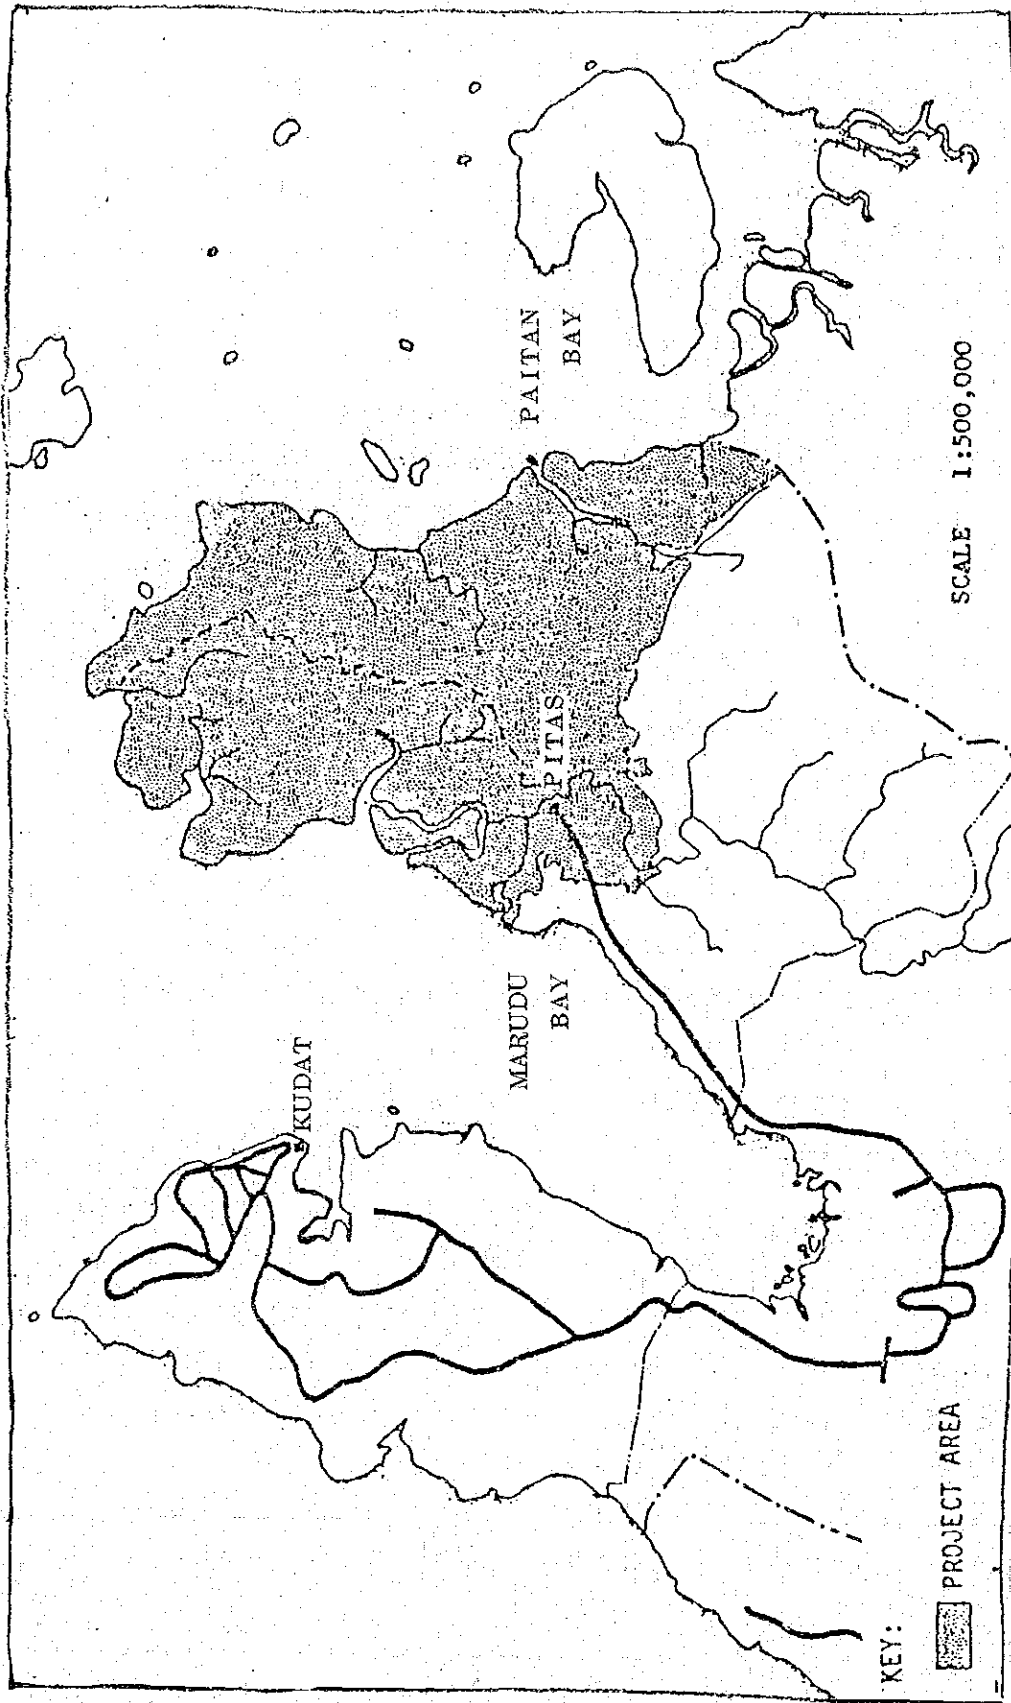 KUDAT
MARUDU
BAY
PITAS
PAITAN
BAY
KEY:
PROJECT AREA
SCALE 1:500,000